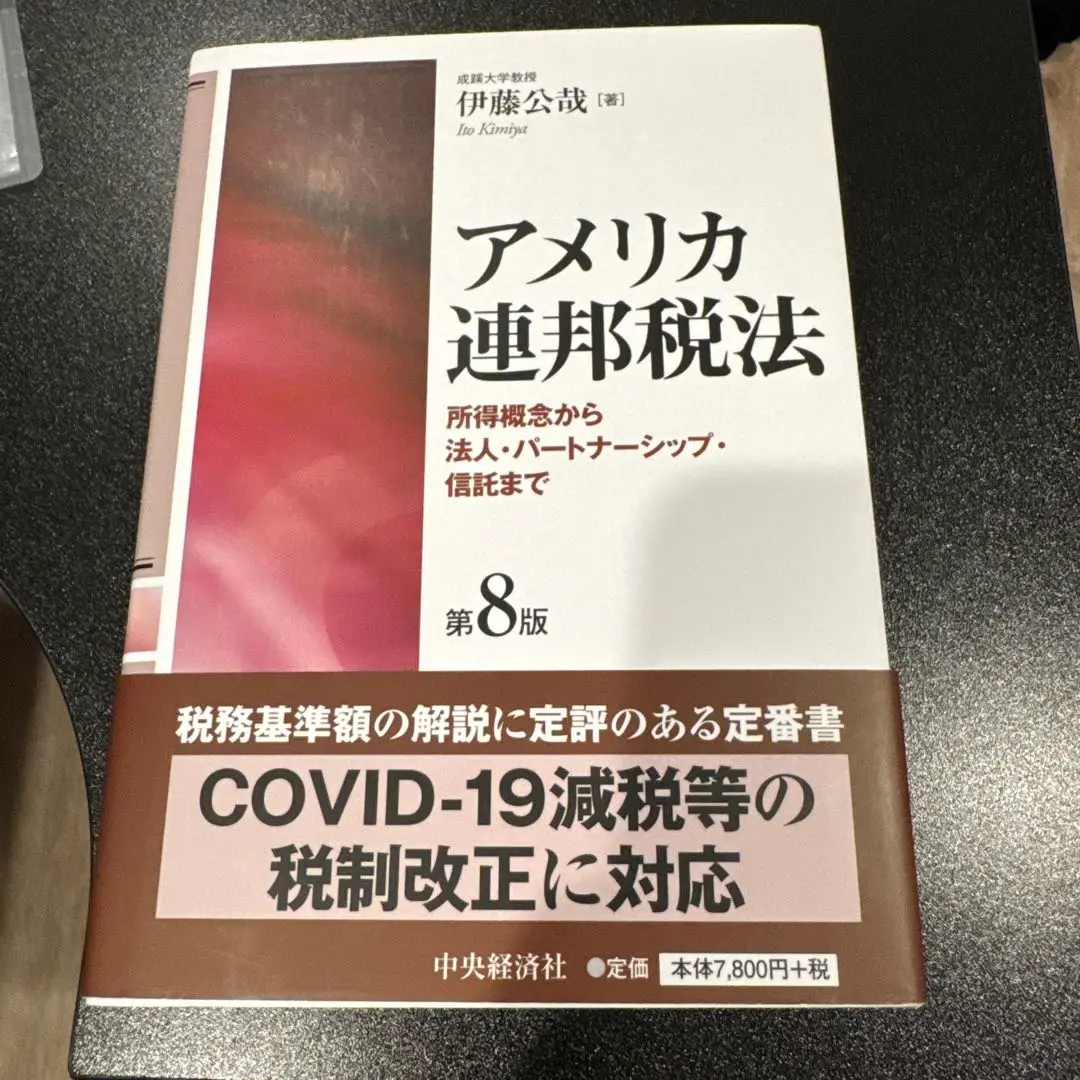 成蹊大学教授
伊藤公哉［著］
Ito Kimiya
アメリカ
連邦税法
所得概念から
法人・パートナーシップ・
信託まで
第8版
税務基準額の解説に定評のある定番書
COVID-19減税等の
税制改正に対応
中央経済社 ●定価 本体7,800円+税